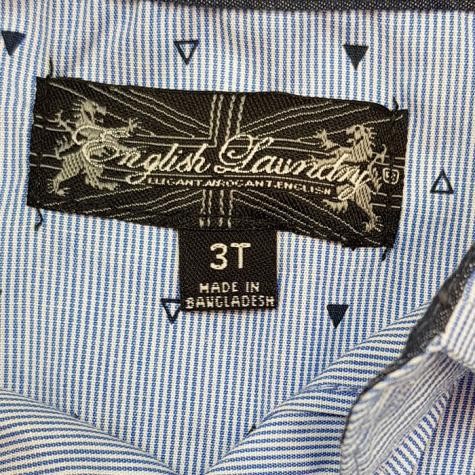 English Laundry®
ELEGANT.ARROGANT.ENGLISH
3T
MADE IN
BANGLADESH